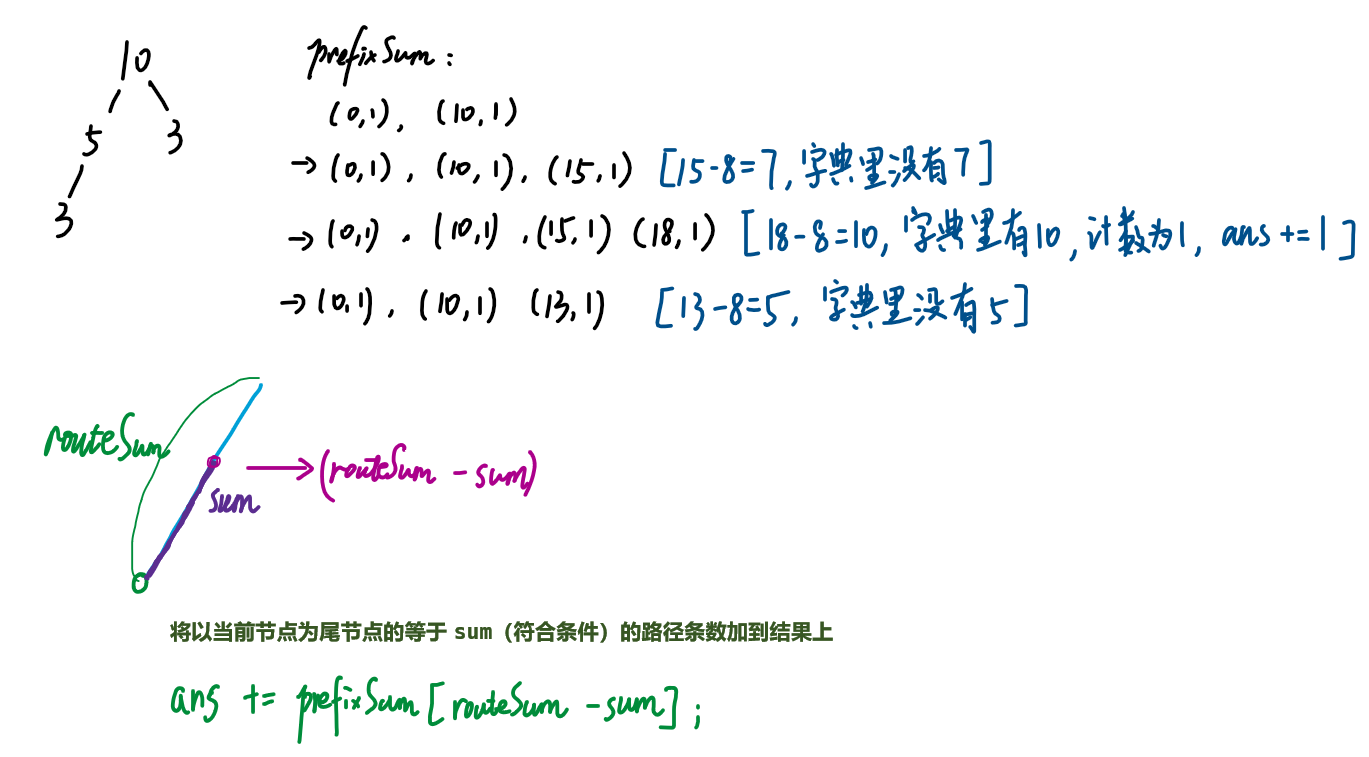 10
5 3
3
prefixSum :
(0,1), (10,1)
→ (0,1), (10,1), (15,1) [15-8=7,字典里没有7]
→ (0,1), (10,1), (15,1) (18,1) [18-8=10,字典里有10,计数为1, ans += 1]
→ (0,1), (10,1) (13,1) [13-8=5, 字典里没有5]
routeSum
(routeSum - sum)
sum
将以当前节点为尾节点的等于 sum（符合条件）的路径条数加到结果上
ans += prefixSum[routeSum - sum];